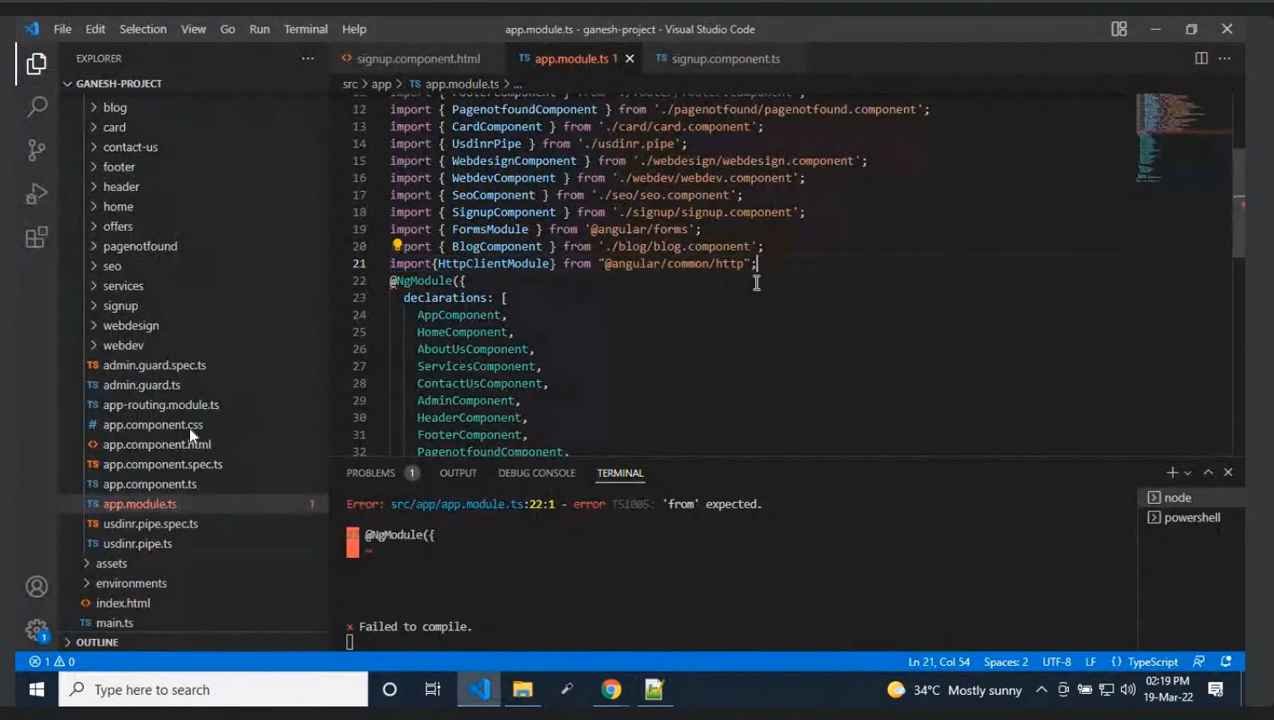 File Edit Selection View Go Run Terminal Help
app.module.ts - ganesh-project - Visual Studio Code
EXPLORER
GANESH-PROJECT
blog
card
contact-us
footer
header
home
offers
pagenotfound
seo
services
signup
webdesign
webdev
TS admin.guard.spec.ts
TS admin.guard.ts
TS app-routing.module.ts
# app.component.css
<> app.component.html
TS app.component.spec.ts
TS app.component.ts
TS app.module.ts 1
TS usdinr.pipe.spec.ts
TS usdinr.pipe.ts
assets
environments
<> index.html
TS main.ts
OUTLINE
<> signup.component.html
TS app.module.ts 1
TS signup.component.ts
src > app > TS app.module.ts > ...
12 import { PagenotfoundComponent } from './pagenotfound/pagenotfound.component';
13 import { CardComponent } from './card/card.component';
14 import { UsdinrPipe } from './usdinr.pipe';
15 import { WebdesignComponent } from './webdesign/webdesign.component';
16 import { WebdevComponent } from './webdev/webdev.component';
17 import { SeoComponent } from './seo/seo.component';
18 import { SignupComponent } from './signup/signup.component';
19 import { FormsModule } from '@angular/forms';
20 import { BlogComponent } from './blog/blog.component';
21 import{HttpClientModule} from "@angular/common/http";
22 @NgModule({
23 declarations: [
24 AppComponent,
25 HomeComponent,
26 AboutUsComponent,
27 ServicesComponent,
28 ContactUsComponent,
29 AdminComponent,
30 HeaderComponent,
31 FooterComponent,
32 PagenotfoundComponent,
PROBLEMS 1 OUTPUT DEBUG CONSOLE TERMINAL
Error: src/app/app.module.ts:22:1 - error TS1005: 'from' expected.
22 @NgModule({
~
× Failed to compile.
node
powershell
1 0
Ln 21, Col 54 Spaces: 2 UTF-8 LF {} TypeScript
1
Type here to search
34°C Mostly sunny
02:19 PM
19-Mar-22